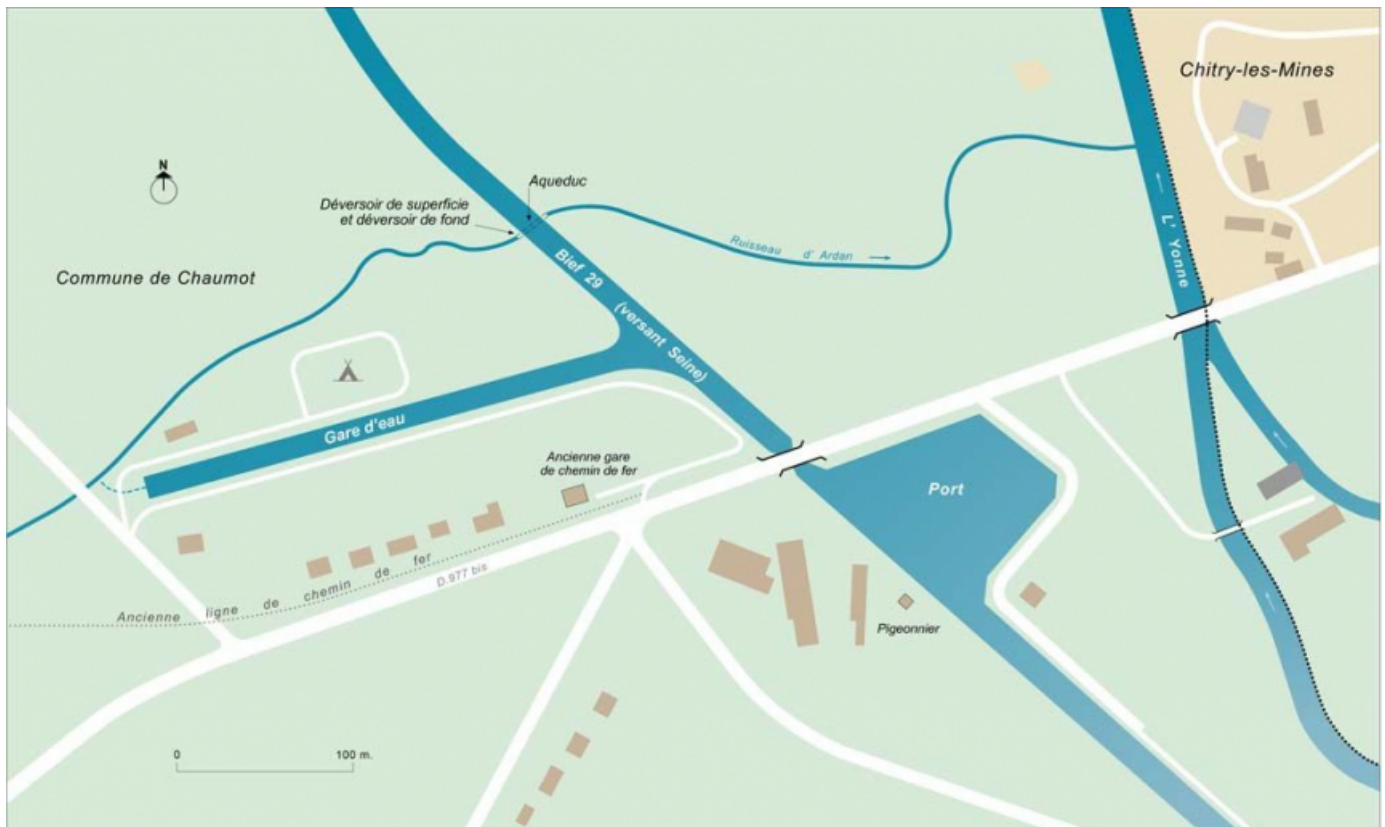 Chitry-les-Mines
N
Aqueduc
Déversoir de superficie
et déversoir de fond
Ruisseau d' Ardan
L' Yonne
Commune de Chaumot
Bief 29 (versant Seine)
Gare d'eau
Ancienne gare
de chemin de fer
Port
D.977 bis
Ancienne ligne de chemin de fer
Pigeonnier
0 100 m.